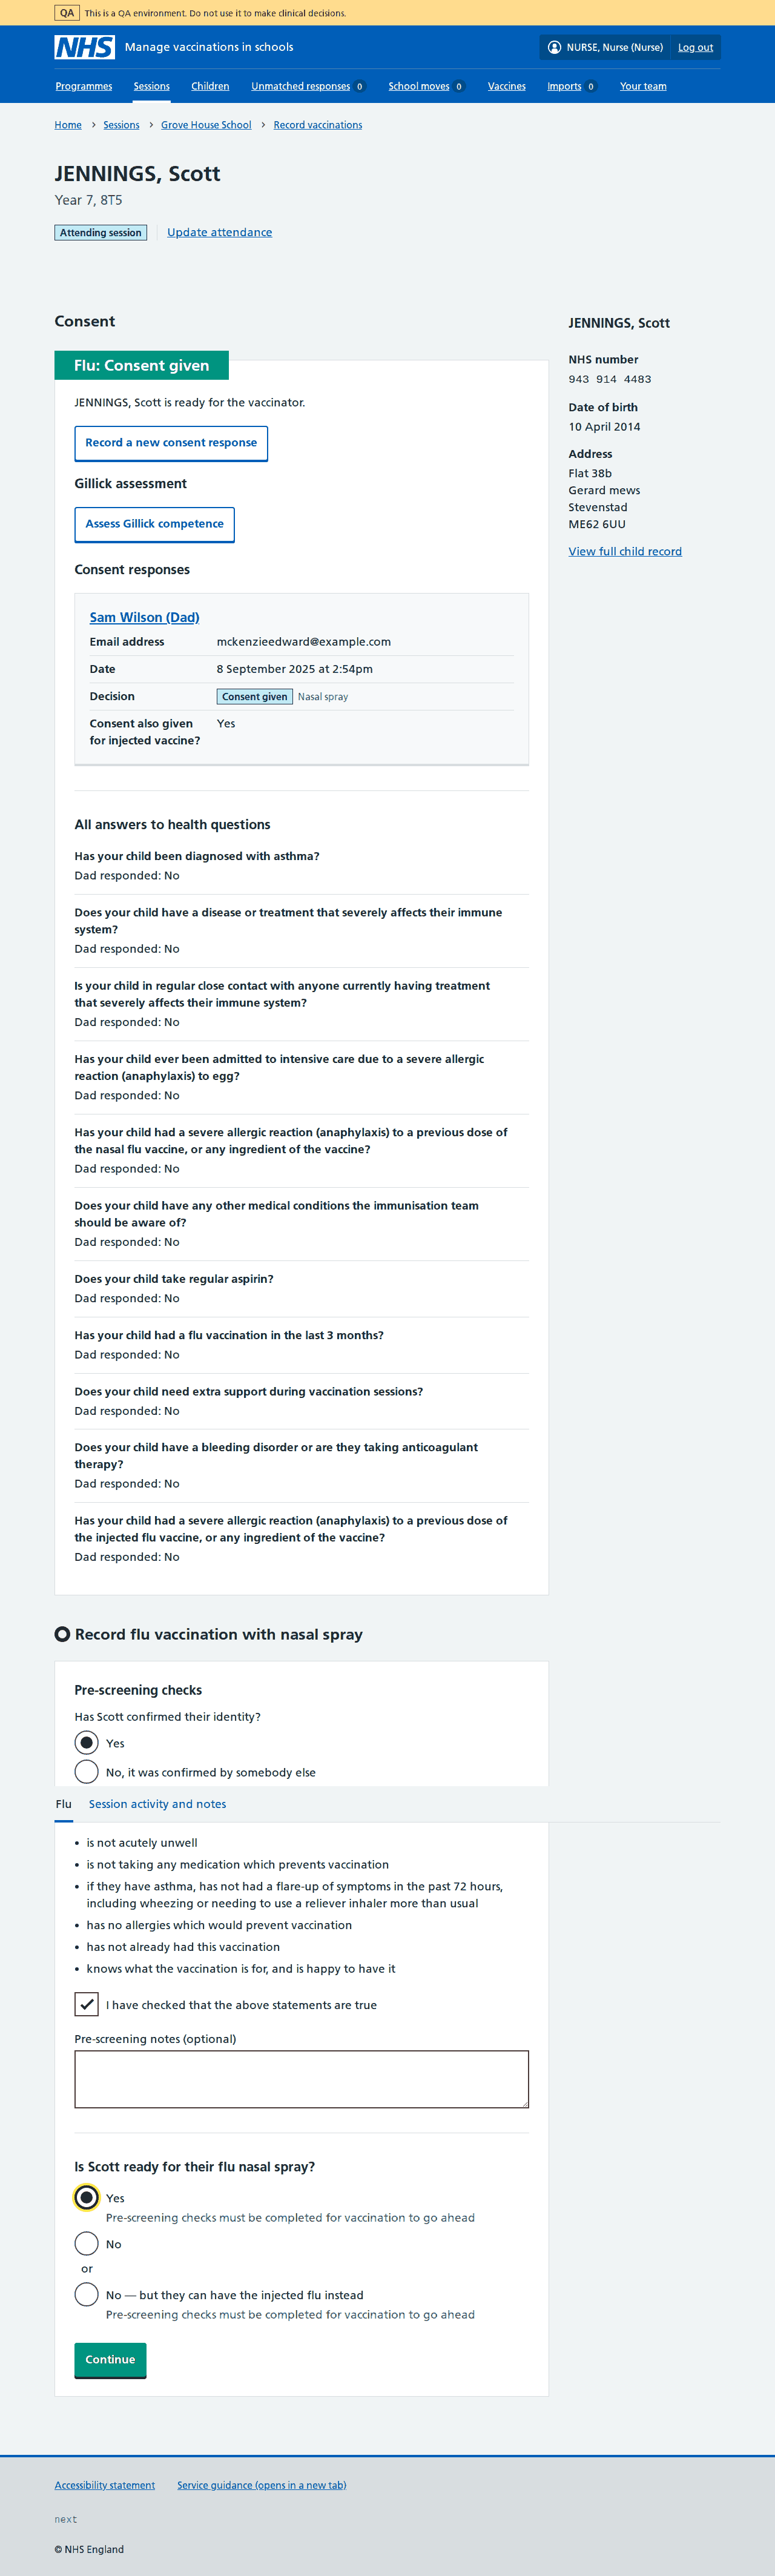 QA This is a QA environment. Do not use it to make clinical decisions.
NHS Manage vaccinations in schools NURSE, Nurse (Nurse) Log out
Programmes Sessions Children Unmatched responses 0 School moves 0 Vaccines Imports 0 Your team
Home Sessions Grove House School Record vaccinations
JENNINGS, Scott
Year 7, 8T5
Attending session Update attendance
Consent
Flu: Consent given
JENNINGS, Scott is ready for the vaccinator.
Record a new consent response
Gillick assessment
Assess Gillick competence
Consent responses
Sam Wilson (Dad)
Email address mckenzieedward@example.com
Date 8 September 2025 at 2:54pm
Decision Consent given Nasal spray
Consent also given Yes
for injected vaccine?
All answers to health questions
Has your child been diagnosed with asthma?
Dad responded: No
Does your child have a disease or treatment that severely affects their immune
system?
Dad responded: No
Is your child in regular close contact with anyone currently having treatment
that severely affects their immune system?
Dad responded: No
Has your child ever been admitted to intensive care due to a severe allergic
reaction (anaphylaxis) to egg?
Dad responded: No
Has your child had a severe allergic reaction (anaphylaxis) to a previous dose of
the nasal flu vaccine, or any ingredient of the vaccine?
Dad responded: No
Does your child have any other medical conditions the immunisation team
should be aware of?
Dad responded: No
Does your child take regular aspirin?
Dad responded: No
Has your child had a flu vaccination in the last 3 months?
Dad responded: No
Does your child need extra support during vaccination sessions?
Dad responded: No
Does your child have a bleeding disorder or are they taking anticoagulant
therapy?
Dad responded: No
Has your child had a severe allergic reaction (anaphylaxis) to a previous dose of
the injected flu vaccine, or any ingredient of the vaccine?
Dad responded: No
JENNINGS, Scott
NHS number
943 914 4483
Date of birth
10 April 2014
Address
Flat 38b
Gerard mews
Stevenstad
ME62 6UU
View full child record
Record flu vaccination with nasal spray
Pre-screening checks
Has Scott confirmed their identity?
Yes
No, it was confirmed by somebody else
Flu Session activity and notes
• is not acutely unwell
• is not taking any medication which prevents vaccination
• if they have asthma, has not had a flare-up of symptoms in the past 72 hours,
including wheezing or needing to use a reliever inhaler more than usual
• has no allergies which would prevent vaccination
• has not already had this vaccination
• knows what the vaccination is for, and is happy to have it
I have checked that the above statements are true
Pre-screening notes (optional)
Is Scott ready for their flu nasal spray?
Yes
Pre-screening checks must be completed for vaccination to go ahead
No
or
No — but they can have the injected flu instead
Pre-screening checks must be completed for vaccination to go ahead
Continue
Accessibility statement Service guidance (opens in a new tab)
next
© NHS England